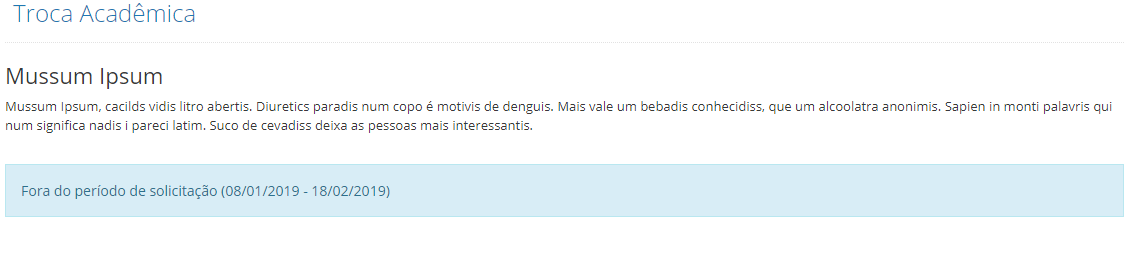 Troca Acadêmica
Mussum Ipsum
Mussum Ipsum, cacilds vidis litro abertis. Diuretics paradis num copo é motivis de denguis. Mais vale um bebadis conhecidiss, que um alcoolatra anonimis. Sapien in monti palavris qui
num significa nadis i pareci latim. Suco de cevadiss deixa as pessoas mais interessantis.
Fora do período de solicitação (08/01/2019 - 18/02/2019)